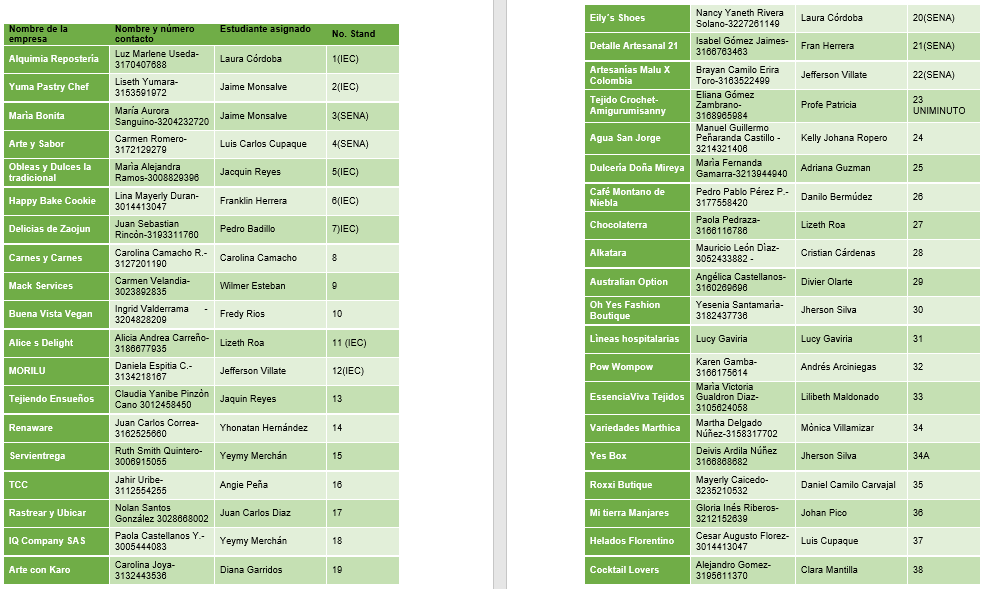 Nombre de la empresa Nombre y número contacto Estudiante asignado No. Stand
Alquimia Repostería Luz Marlene Useda-3170407688 Laura Córdoba 1(IEC)
Yuma Pastry Chef Liseth Yumara-3153591972 Jaime Monsalve 2(IEC)
Marìa Bonita María Aurora Sanguino-3204232720 Jaime Monsalve 3(SENA)
Arte y Sabor Carmen Romero-3172129279 Luis Carlos Cupaque 4(SENA)
Obleas y Dulces la tradicional Marìa Alejandra Ramos-3008829396 Jacquin Reyes 5(IEC)
Happy Bake Cookie Lina Mayerly Duran-3014413047 Franklin Herrera 6(IEC)
Delicias de Zaojun Juan Sebastian Rincón-3193311760 Pedro Badillo 7)IEC)
Carnes y Carnes Carolina Camacho R.-3127201190 Carolina Camacho 8
Mack Services Carmen Velandia-3023892835 Wilmer Esteban 9
Buena Vista Vegan Ingrid Valderrama -3204828209 Fredy Rios 10
Alice s Delight Alicia Andrea Carreño-3186677935 Lizeth Roa 11 (IEC)
MORILU Daniela Espitia C.-3134218167 Jefferson Villate 12(IEC)
Tejiendo Ensueños Claudia Yanibe Pinzón Cano 3012458450 Jaquin Reyes 13
Renaware Juan Carlos Correa-3162525660 Yhonatan Hernández 14
Servientrega Ruth Smith Quintero-3006915055 Yeymy Merchán 15
TCC Jahir Uribe-3112554255 Angie Peña 16
Rastrear y Ubicar Nolan Santos González 3028668002 Juan Carlos Diaz 17
IQ Company SAS Paola Castellanos Y.-3005444083 Yeymy Merchán 18
Arte con Karo Carolina Joya-3132443536 Diana Garridos 19
Eily's Shoes Nancy Yaneth Rivera Solano-3227261149 Laura Córdoba 20(SENA)
Detalle Artesanal 21 Isabel Gómez Jaimes-3166763463 Fran Herrera 21(SENA)
Artesanías Malu X Colombia Brayan Camilo Erira Toro-3163522499 Jefferson Villate 22(SENA)
Tejido Crochet-Amigurumisanny Eliana Gómez Zambrano-3168965984 Profe Patricia 23 UNIMINUTO
Agua San Jorge Manuel Guillermo Peñaranda Castillo -3214321406 Kelly Johana Ropero 24
Dulcería Doña Mireya Marìa Fernanda Gamarra-3213944940 Adriana Guzman 25
Café Montano de Niebla Pedro Pablo Pérez P.-3177558420 Danilo Bermúdez 26
Chocolaterra Paola Pedraza-3166116786 Lizeth Roa 27
Alkatara Mauricio León Dìaz-3052433882 - Cristian Cárdenas 28
Australian Option Angélica Castellanos-3160269696 Divier Olarte 29
Oh Yes Fashion Boutique Yesenia Santamarìa-3182437736 Jherson Silva 30
Lìneas hospitalarias Lucy Gaviria Lucy Gaviria 31
Pow Wompow Karen Gamba-3166175614 Andrés Arciniegas 32
EssenciaViva Tejidos Marìa Victoria Gualdron Diaz-3105624058 Lilibeth Maldonado 33
Variedades Marthica Martha Delgado Núñez-3158317702 Mónica Villamizar 34
Yes Box Deivis Ardila Núñez 3166868682 Jherson Silva 34A
Roxxi Butique Mayerly Caicedo-3235210532 Daniel Camilo Carvajal 35
Mi tierra Manjares Gloria Inés Riberos-3212152639 Johan Pico 36
Helados Florentino Cesar Augusto Florez-3014413047 Luis Cupaque 37
Cocktail Lovers Alejandro Gomez-3195611370 Clara Mantilla 38